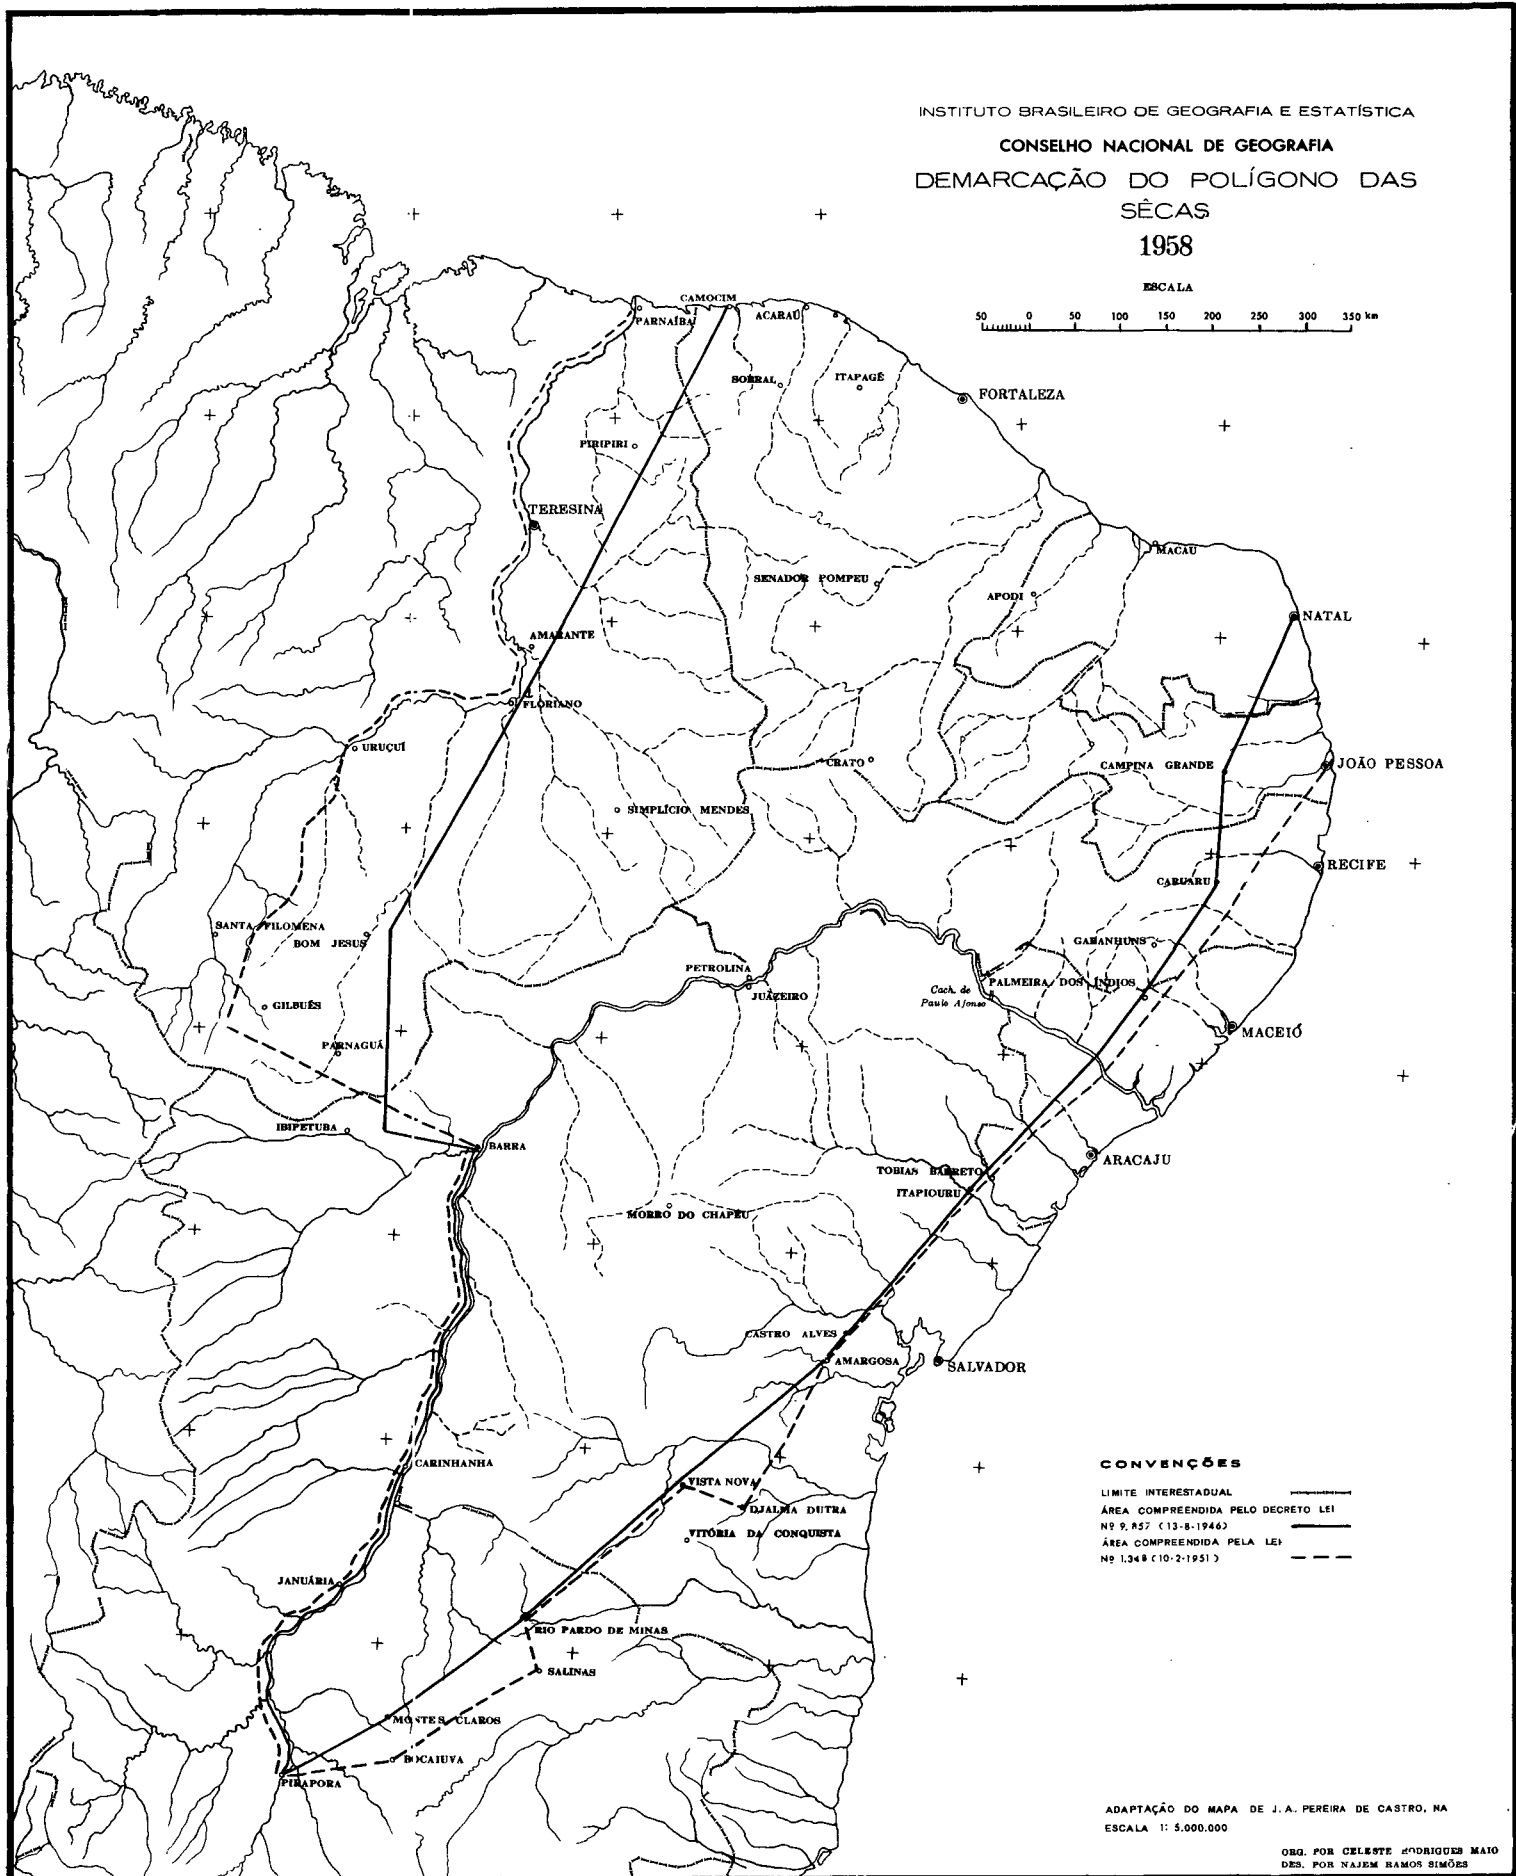 INSTITUTO BRASILEIRO DE GEOGRAFIA E ESTATÍSTICA
CONSELHO NACIONAL DE GEOGRAFIA
DEMARCAÇÃO DO POLÍGONO DAS
SÊCAS
1958
ESCALA
50 0 50 100 150 200 250 300 350 km
CAMOCIM
PARNAÍBA
ACARAÚ
SOBRAL
ITAPAGÉ
FORTALEZA
PIRIPIRI
TERESINA
MACAU
SENADOR POMPEU
APODI
NATAL
AMARANTE
FLORIANO
URUÇUÍ
CRATO
CAMPINA GRANDE
JOÃO PESSOA
SIMPLÍCIO MENDES
RECIFE
CARUARU
SANTA FILOMENA
BOM JESUS
GARANHUNS
PETROLINA
JUÀZEIRO
Cach. de
Paulo Afonso
PALMEIRA DOS ÍNDIOS
GILBUÉS
MACEIÓ
PARNAGUÁ
IBIPETUBA
BARRA
ARACAJU
TOBIAS BARRETO
ITAPIOURU
MORRO DO CHAPÉU
CASTRO ALVES
AMARGOSA
SALVADOR
CARINHANHA
VISTA NOVA
DJALMA DUTRA
VITÓRIA DA CONQUISTA
JANUÁRIA
RIO PARDO DE MINAS
SALINAS
MONTES CLAROS
BOCAIUVA
PIRAPORA
CONVENÇÕES
LIMITE INTERESTADUAL
ÁREA COMPREENDIDA PELO DECRETO LEI
Nº 9.857 (13-8-1946)
ÁREA COMPREENDIDA PELA LEI
Nº 1.348 (10-2-1951)
ADAPTAÇÃO DO MAPA DE J. A. PEREIRA DE CASTRO, NA
ESCALA 1: 5.000.000
ORG. POR CELESTE RODRIGUES MAIO
DES. POR NAJEM RAMOS SIMÕES